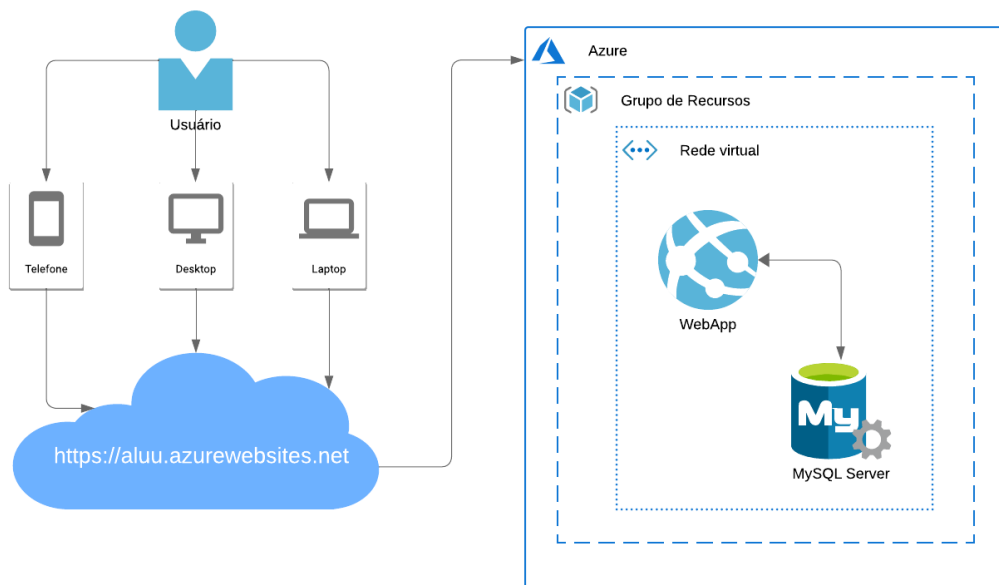 Usuário
Telefone
Desktop
Laptop
https://aluu.azurewebsites.net
Azure
Grupo de Recursos
Rede virtual
WebApp
My
MySQL Server